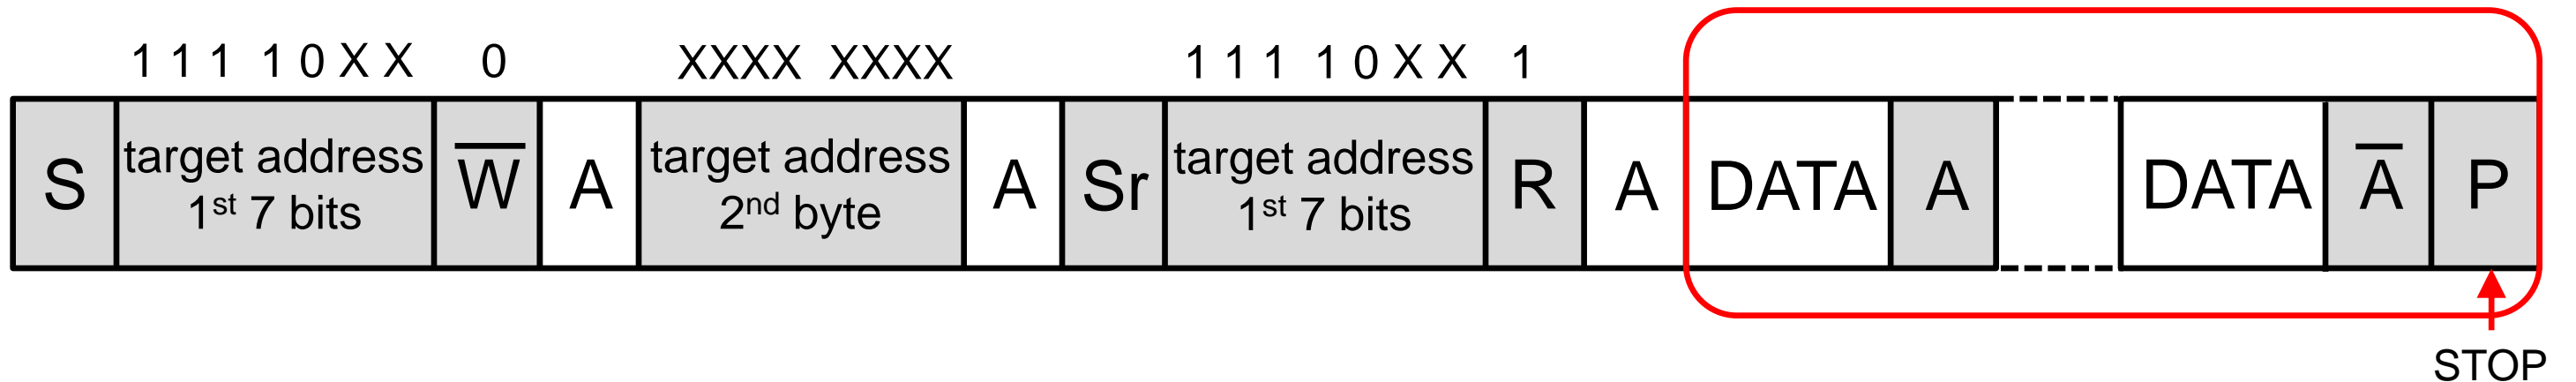 1 1 1 1 0 X X 0 XXXX XXXX 1 1 1 1 0 X X 1
S target address 1st 7 bits W̅ A target address 2nd byte A Sr target address 1st 7 bits R A DATA A DATA A̅ P
STOP